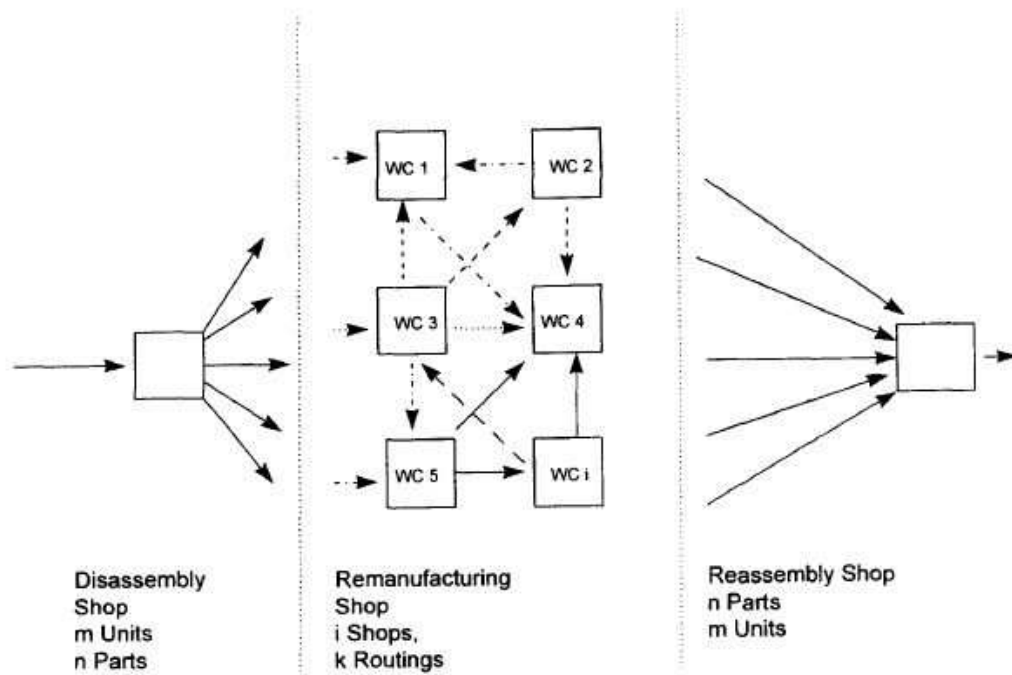 WC 1
WC 2
WC 3
WC 4
WC 5
WC i
Disassembly
Shop
m Units
n Parts
Remanufacturing
Shop
i Shops,
k Routings
Reassembly Shop
n Parts
m Units